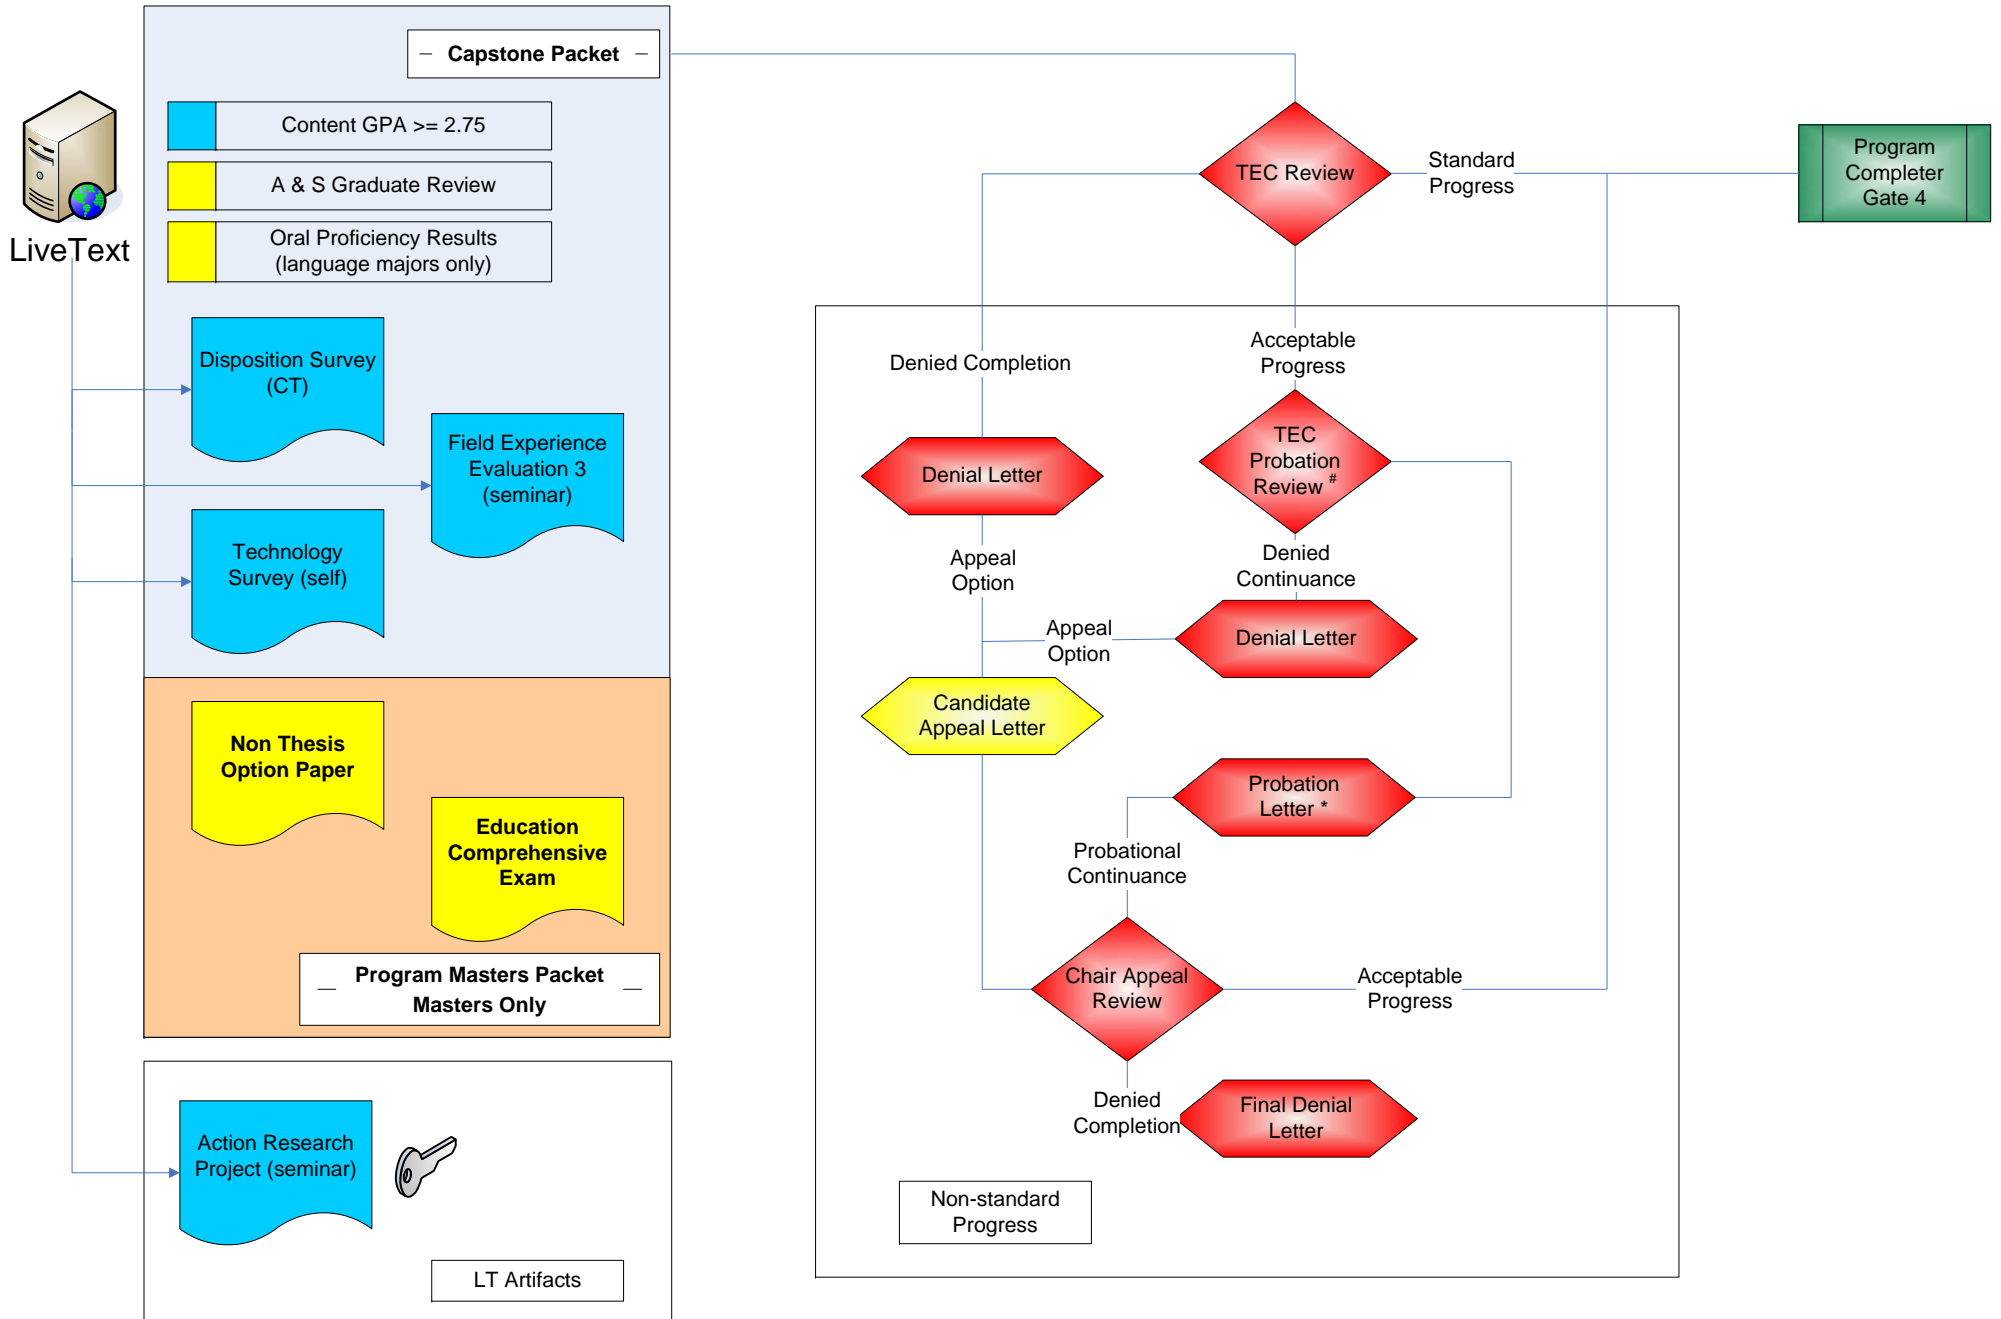 — Capstone Packet —
Content GPA >= 2.75
A & S Graduate Review
Oral Proficiency Results
(language majors only)
LiveText
Disposition Survey
(CT)
Field Experience
Evaluation 3
(seminar)
Technology
Survey (self)
Non Thesis
Option Paper
Education
Comprehensive
Exam
— Program Masters Packet —
Masters Only
Action Research
Project (seminar)
LT Artifacts
TEC Review
Standard
Progress
Program
Completer
Gate 4
Denied Completion
Acceptable
Progress
Denial Letter
TEC
Probation
Review #
Appeal
Option
Denied
Continuance
Appeal
Option
Denial Letter
Candidate
Appeal Letter
Probation
Letter *
Probational
Continuance
Chair Appeal
Review
Acceptable
Progress
Denied
Completion
Final Denial
Letter
Non-standard
Progress